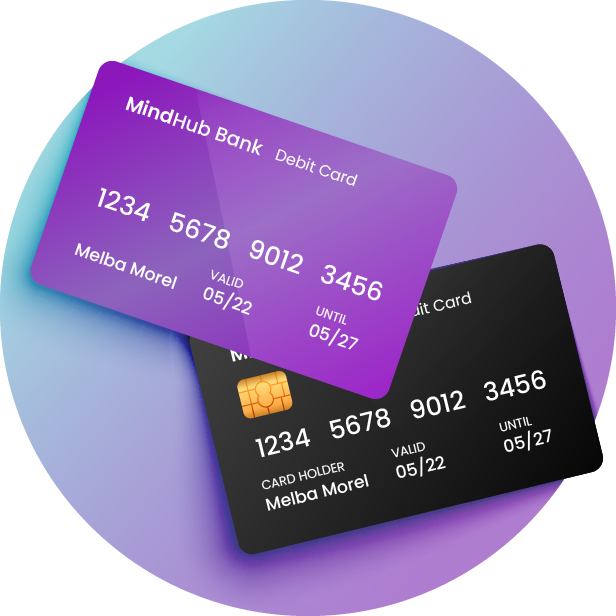 MindHub Bank Debit Card
1234 5678 9012 3456
Melba Morel
VALID
05/22
UNTIL
05/27
Card
1234 5678 9012 3456
CARD HOLDER
Melba Morel
VALID
05/22
UNTIL
05/27